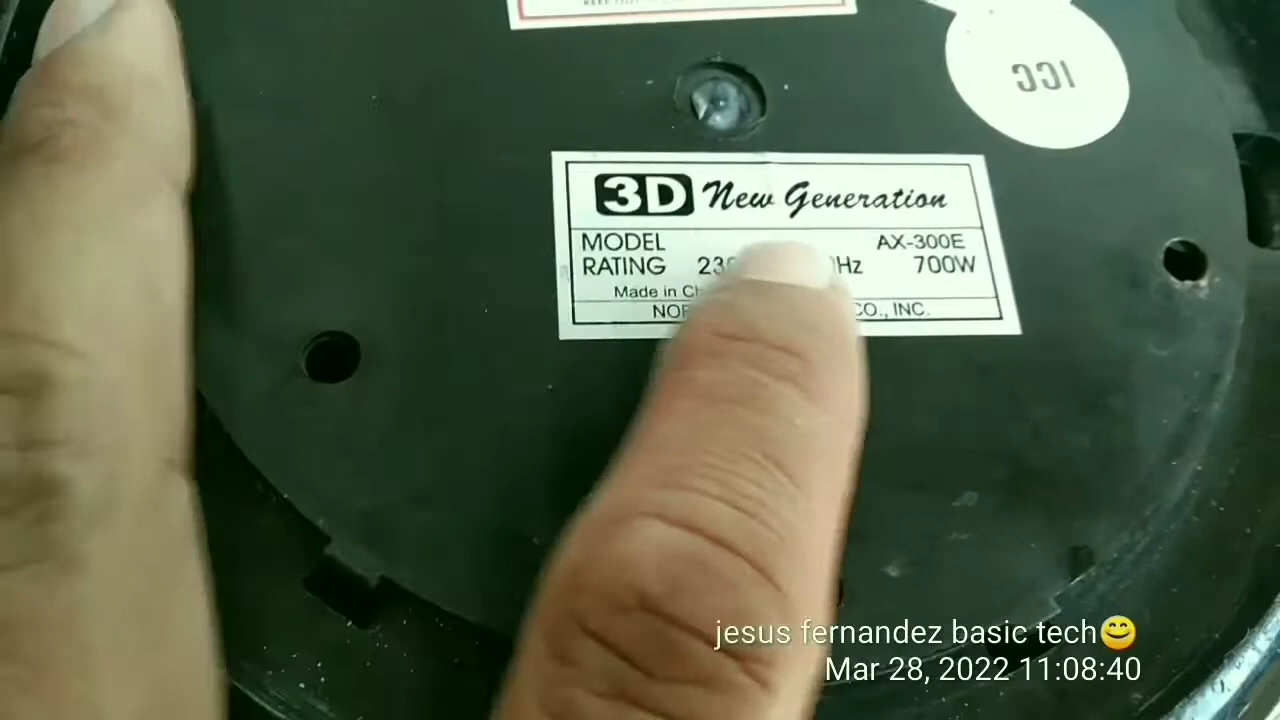 ICC
3D New Generation
MODEL AX-300E
RATING Hz 700W
Made in
CO., INC.
jesus fernandez basic tech😊
Mar 28, 2022 11:08:40